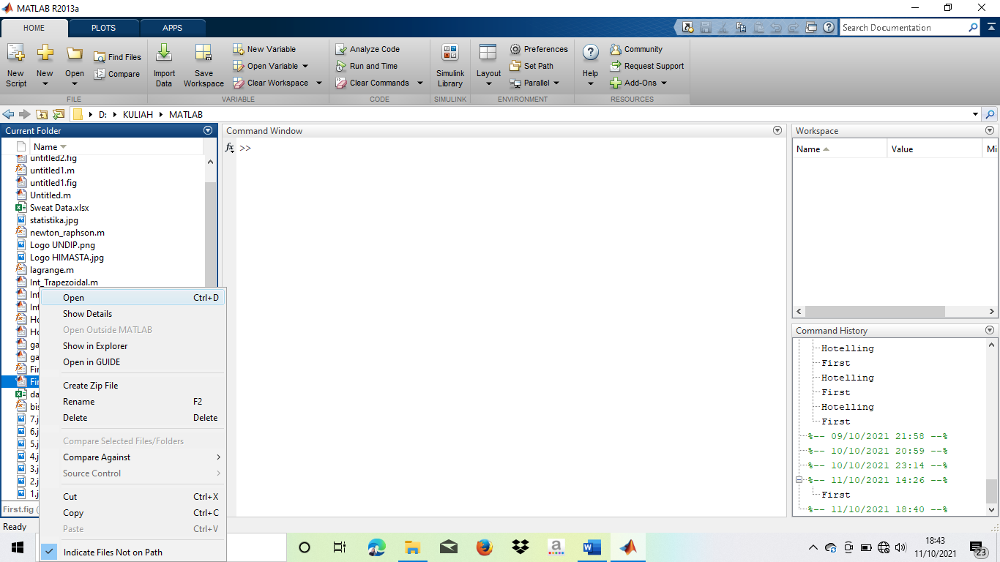 MATLAB R2013a
HOME PLOTS APPS
Search Documentation
New Script
New
Open
Find Files
Compare
FILE
Import Data
Save Workspace
New Variable
Open Variable
Clear Workspace
VARIABLE
Analyze Code
Run and Time
Clear Commands
CODE
Simulink Library
SIMULINK
Layout
Preferences
Set Path
Parallel
ENVIRONMENT
Help
Community
Request Support
Add-Ons
RESOURCES
D: KULIAH MATLAB
Current Folder
Name
untitled2.fig
untitled1.m
untitled1.fig
Untitled.m
Sweat Data.xlsx
statistika.jpg
newton_raphson.m
Logo UNDIP.png
Logo HIMASTA.jpg
lagrange.m
Int_Trapezoidal.m
Int
Int
Ho
Ho
ga
ga
Fir
Fir
da
bis
7.j
6.j
5.j
4.j
3.j
2.j
1.j
First.fig (
Ready
Open Ctrl+D
Show Details
Open Outside MATLAB
Show in Explorer
Open in GUIDE
Create Zip File
Rename F2
Delete Delete
Compare Selected Files/Folders
Compare Against
Source Control
Cut Ctrl+X
Copy Ctrl+C
Paste Ctrl+V
Indicate Files Not on Path
Command Window
fx >>
Workspace
Name Value Mi
Command History
Hotelling
First
Hotelling
First
Hotelling
First
%-- 09/10/2021 21:58 --%
%-- 10/10/2021 20:59 --%
%-- 10/10/2021 23:14 --%
%-- 11/10/2021 14:26 --%
First
%-- 11/10/2021 18:40 --%
18:43
11/10/2021
23